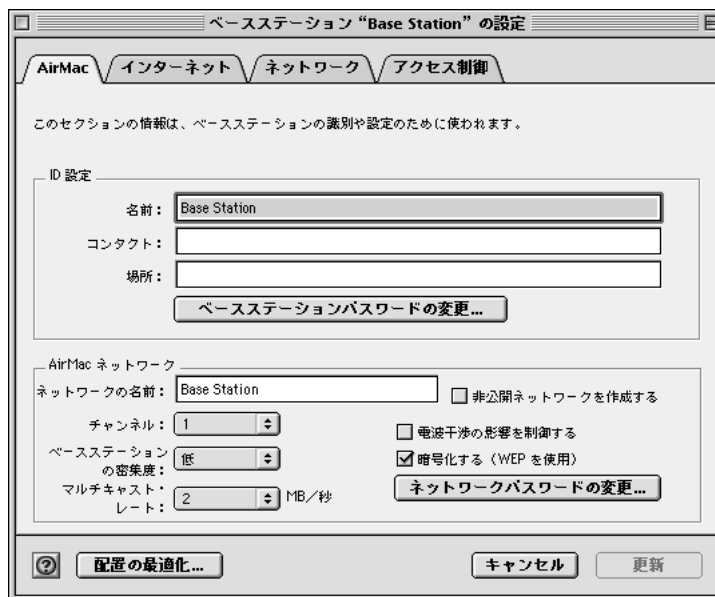 ベースステーション “Base Station” の設定
AirMac インターネット ネットワーク アクセス制御
このセクションの情報は、ベースステーションの識別や設定のために使われます。
ID 設定
名前： Base Station
コンタクト：
場所：
ベースステーションパスワードの変更...
AirMac ネットワーク
ネットワークの名前： Base Station
非公開ネットワークを作成する
チャンネル： 1
電波干渉の影響を制御する
ベースステーション
の密集度： 低
暗号化する（WEP を使用）
マルチキャスト・
レート： 2 MB／秒
ネットワークパスワードの変更...
? 配置の最適化... キャンセル 更新